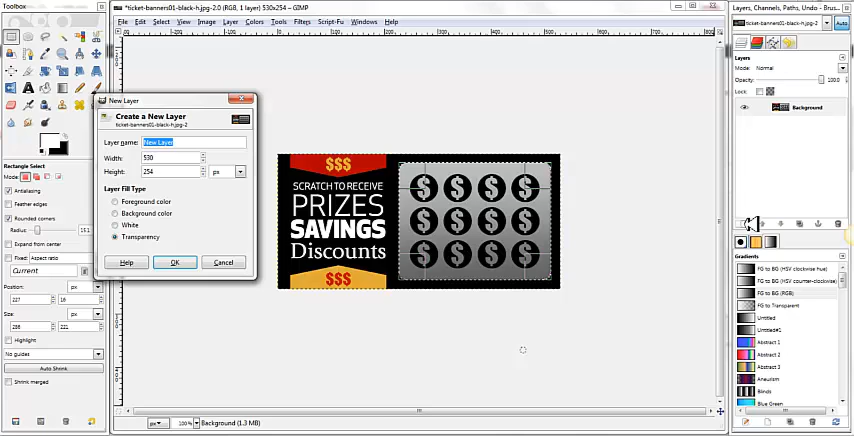 Toolbox
*ticket-banners01-black-h.jpg-2.0 (RGB, 1 layer) 530x254 – GIMP
File Edit Select View Image Layer Colors Tools Filters Script-Fu Windows Help
Rectangle Select
Mode:
Antialiasing
Feather edges
Rounded corners
Radius:
Expand from center
Fixed: Aspect ratio
Current
Position:
px
227
16
Size:
px
286
221
Highlight
No guides
Auto Shrink
Shrink merged
New Layer
Create a New Layer
ticket-banners01-black-h.jpg-2
Layer name: New Layer
Width: 530
Height: 254 px
Layer Fill Type
Foreground color
Background color
White
Transparency
Help OK Cancel
$$$
SCRATCH TO RECEIVE
PRIZES
SAVINGS
Discounts
$$$
$ $ $ $
$ $ $ $
$ $ $ $
px 100% Background (1.3 MB)
Layers, Channels, Paths, Undo - Brus...
ticket-banners01-black-h.jpg-2 Auto
Layers
Mode: Normal
Opacity: 100.0
Lock:
Background
Gradients
FG to BG (HSV clockwise hue)
FG to BG (HSV counter-clockwise)
FG to BG (RGB)
FG to Transparent
Untitled
Untitled#1
Abstract 1
Abstract 2
Abstract 3
Aneurism
Blinds
Blue Green